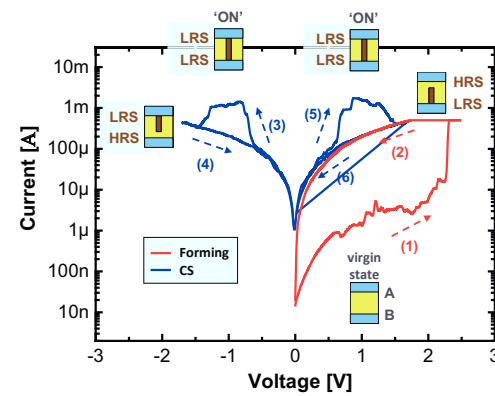 'ON'
'ON'
LRS
LRS
LRS
LRS
HRS
LRS
LRS
HRS
10m
1m
100µ
10µ
1µ
100n
10n
Current [A]
(3)
(5)
(4)
(2)
(6)
(1)
Forming
CS
virgin
state
A
B
-3
-2
-1
0
1
2
3
Voltage [V]